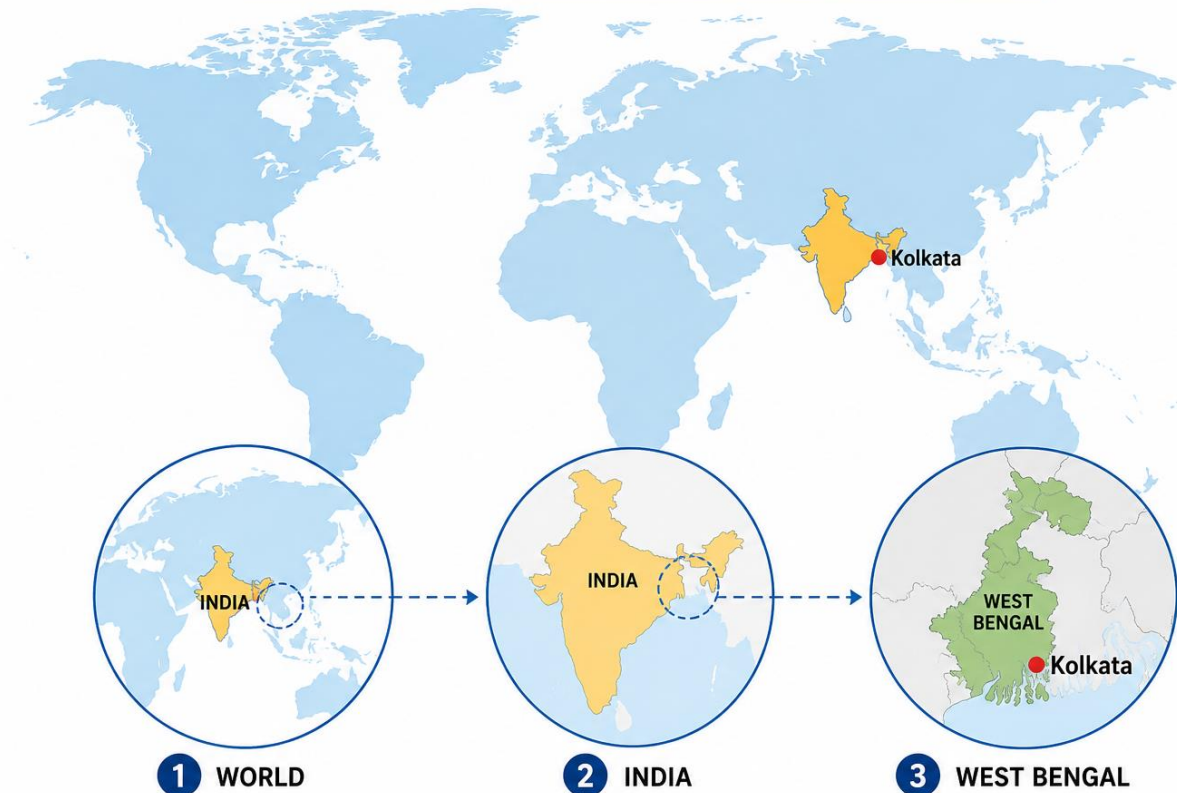 Kolkata
INDIA
INDIA
WEST
BENGAL
Kolkata
1 WORLD
2 INDIA
3 WEST BENGAL